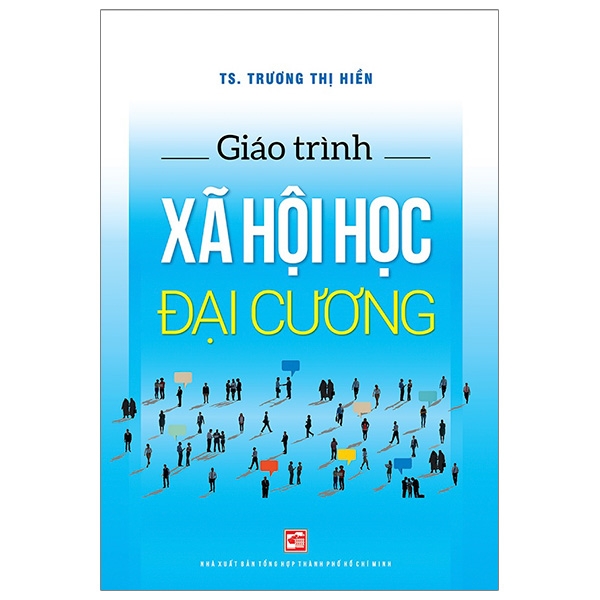 TS. TRƯƠNG THỊ HIỀN
Giáo trình
XÃ HỘI HỌC
ĐẠI CƯƠNG
NHÀ XUẤT BẢN TỔNG HỢP THÀNH PHỐ HỒ CHÍ MINH